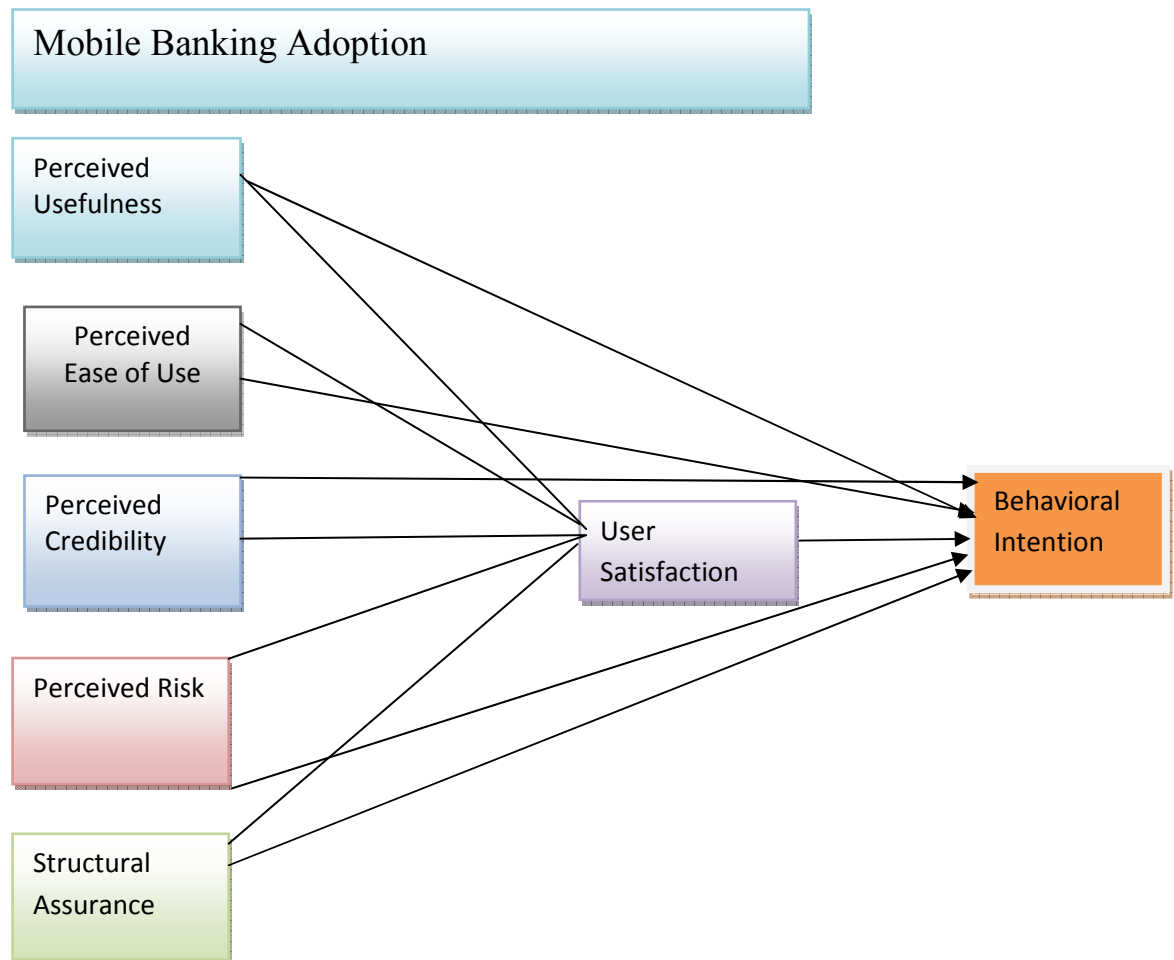 Mobile Banking Adoption
Perceived
Usefulness
Perceived
Ease of Use
Perceived
Credibility
User
Satisfaction
Behavioral
Intention
Perceived Risk
Structural
Assurance